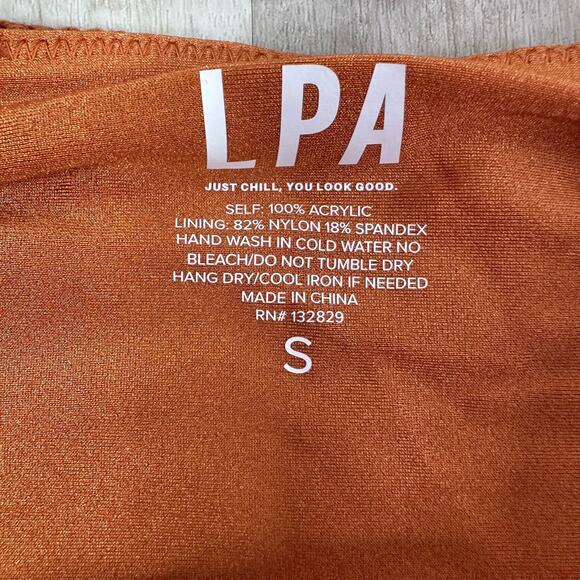 LPA
JUST CHILL, YOU LOOK GOOD.
SELF: 100% ACRYLIC
LINING: 82% NYLON 18% SPANDEX
HAND WASH IN COLD WATER NO
BLEACH/DO NOT TUMBLE DRY
HANG DRY/COOL IRON IF NEEDED
MADE IN CHINA
RN# 132829
S